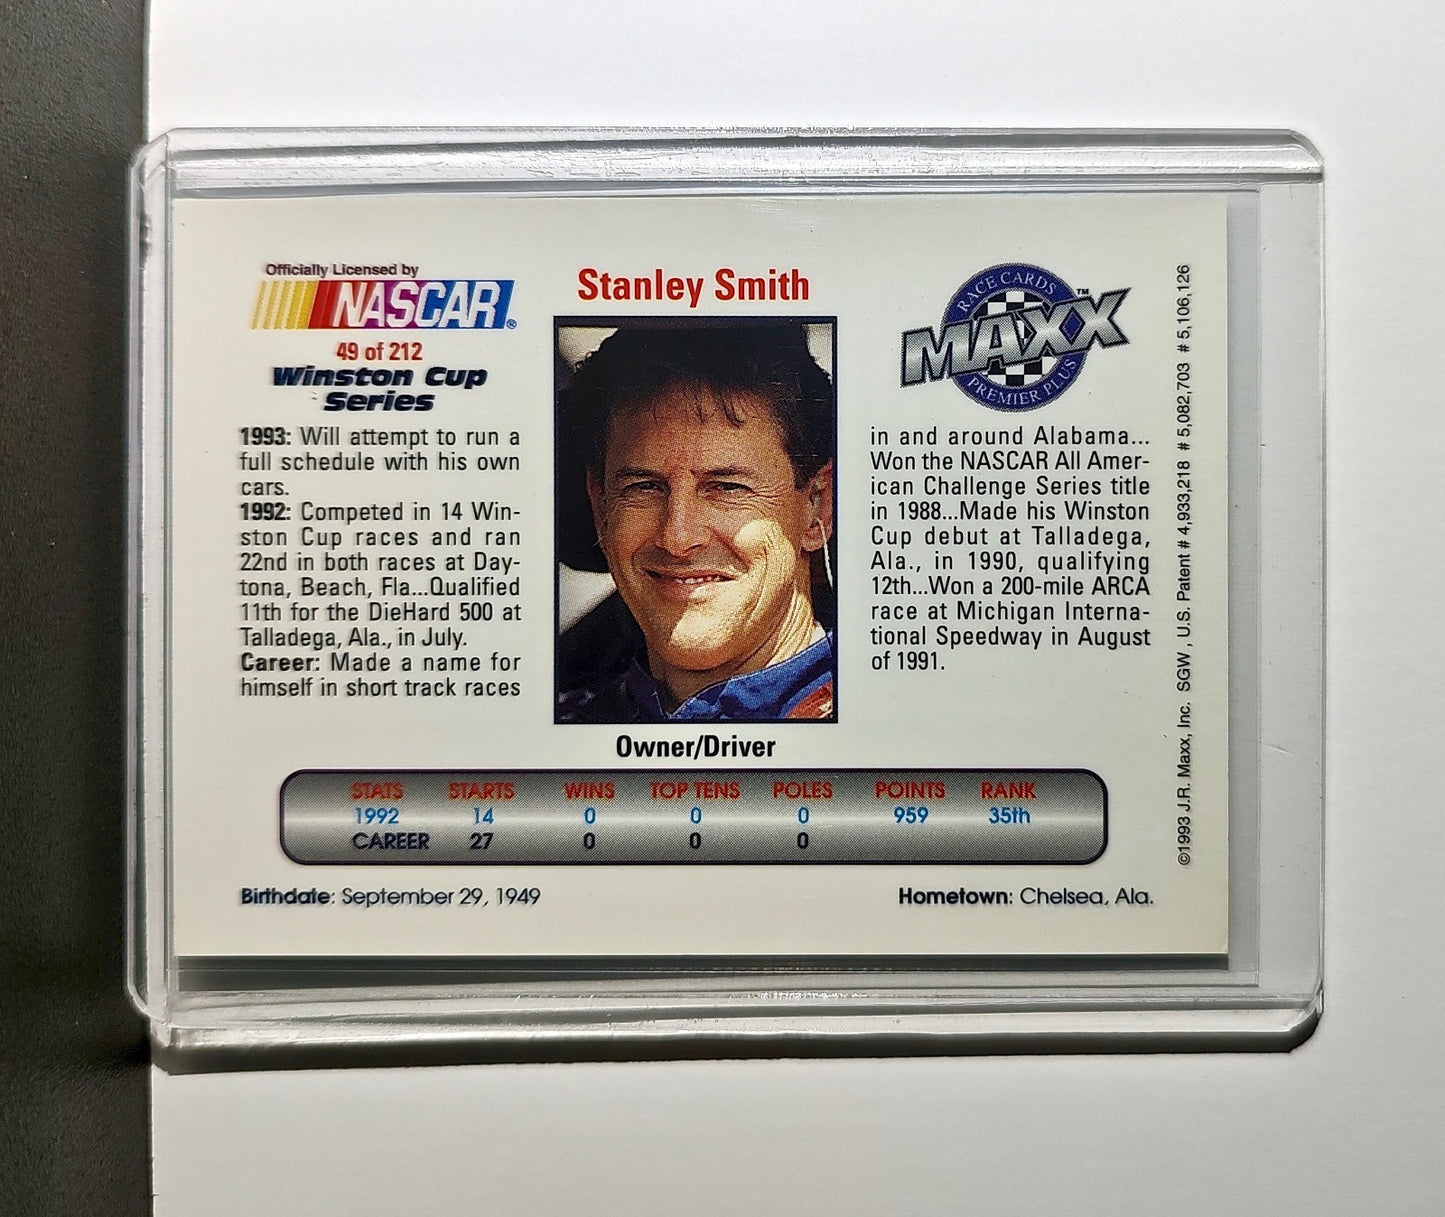 Officially Licensed by
NASCAR®
49 of 212
Winston Cup
Series
1993: Will attempt to run a
full schedule with his own
cars.
1992: Competed in 14 Win-
ston Cup races and ran
22nd in both races at Day-
tona, Beach, Fla...Qualified
11th for the DieHard 500 at
Talladega, Ala., in July.
Career: Made a name for
himself in short track races
Stanley Smith
Owner/Driver
RACE CARDS
MAXX™
PREMIER PLUS
in and around Alabama...
Won the NASCAR All Amer-
ican Challenge Series title
in 1988...Made his Winston
Cup debut at Talladega,
Ala., in 1990, qualifying
12th...Won a 200-mile ARCA
race at Michigan Interna-
tional Speedway in August
of 1991.
STATS STARTS WINS TOP TENS POLES POINTS RANK
1992 14 0 0 0 959 35th
CAREER 27 0 0 0
Birthdate: September 29, 1949
Hometown: Chelsea, Ala.
©1993 J.R. Maxx, Inc. SGW , U.S. Patent # 4,933,218 # 5,082,703 # 5,106,126